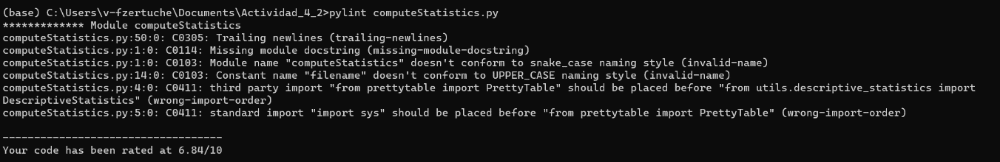 (base) C:\Users\v-fzertuche\Documents\Actividad_4_2>pylint computeStatistics.py
************* Module computeStatistics
computeStatistics.py:50:0: C0305: Trailing newlines (trailing-newlines)
computeStatistics.py:1:0: C0114: Missing module docstring (missing-module-docstring)
computeStatistics.py:1:0: C0103: Module name "computeStatistics" doesn't conform to snake_case naming style (invalid-name)
computeStatistics.py:14:0: C0103: Constant name "filename" doesn't conform to UPPER_CASE naming style (invalid-name)
computeStatistics.py:4:0: C0411: third party import "from prettytable import PrettyTable" should be placed before "from utils.descriptive_statistics import
DescriptiveStatistics" (wrong-import-order)
computeStatistics.py:5:0: C0411: standard import "import sys" should be placed before "from prettytable import PrettyTable" (wrong-import-order)
-----------------------------------
Your code has been rated at 6.84/10